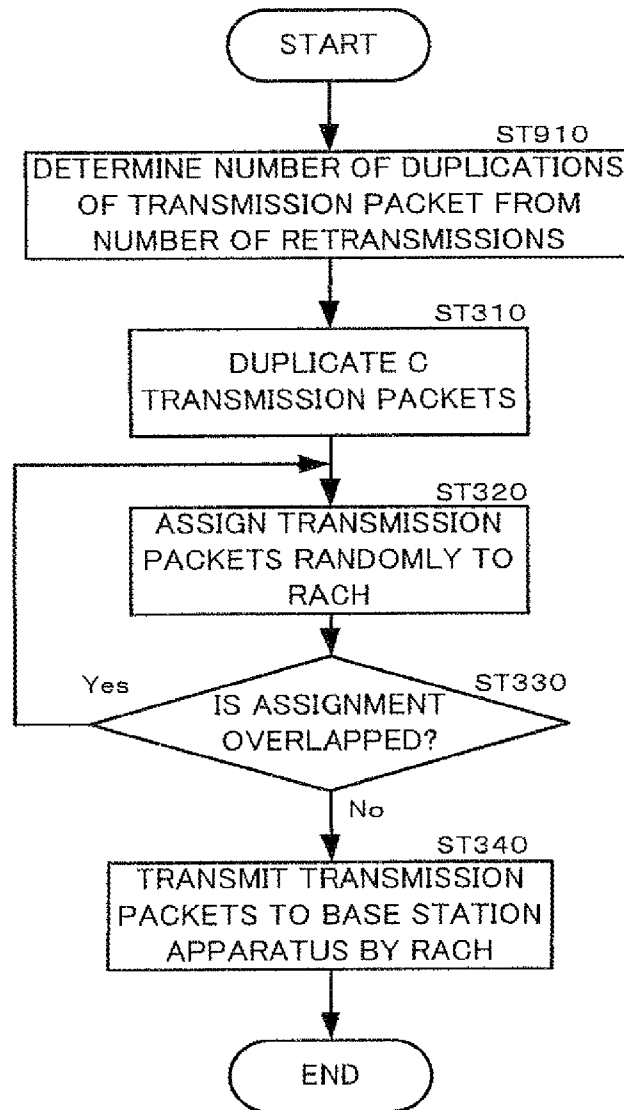 START
ST910
DETERMINE NUMBER OF DUPLICATIONS
OF TRANSMISSION PACKET FROM
NUMBER OF RETRANSMISSIONS
ST310
DUPLICATE C
TRANSMISSION PACKETS
ST320
ASSIGN TRANSMISSION
PACKETS RANDOMLY TO
RACH
Yes
ST330
IS ASSIGNMENT
OVERLAPPED?
No
ST340
TRANSMIT TRANSMISSION
PACKETS TO BASE STATION
APPARATUS BY RACH
END